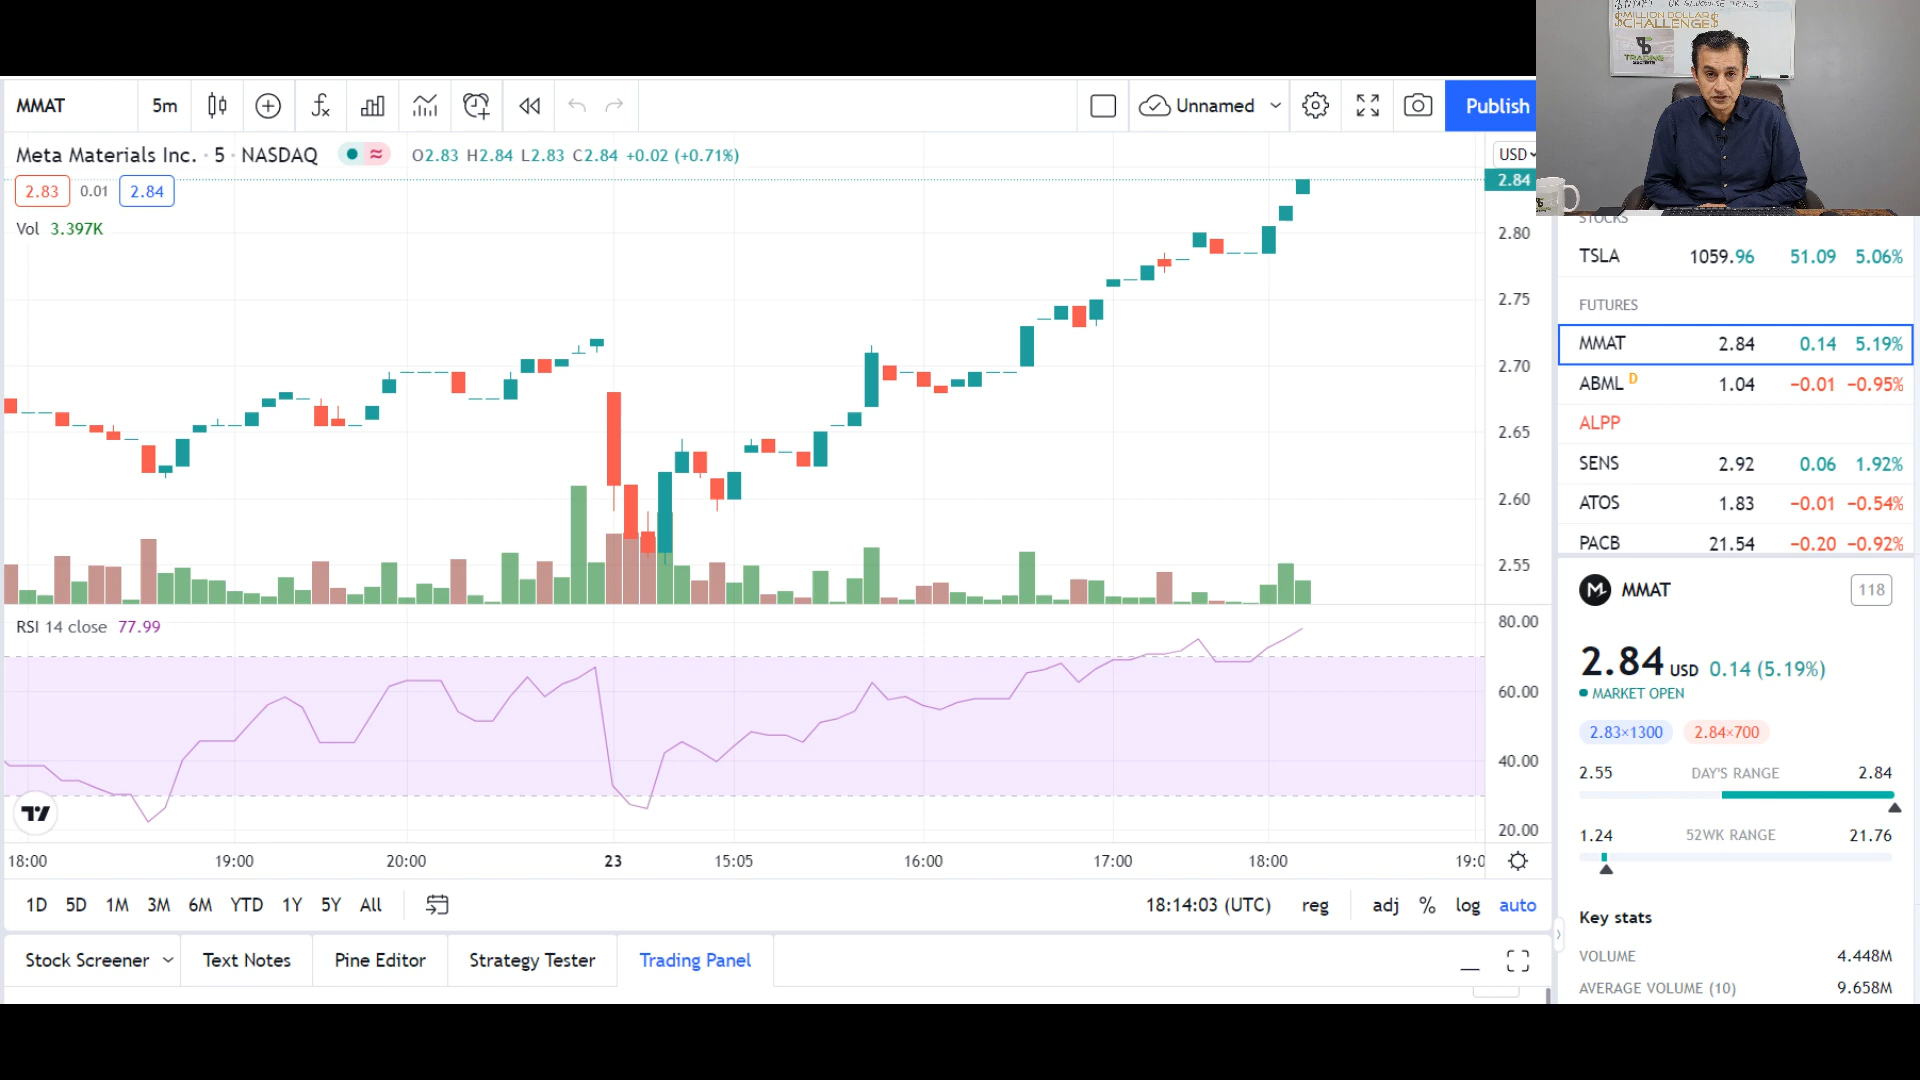 MMAT 5m Unnamed Publish
Meta Materials Inc. · 5 · NASDAQ O2.83 H2.84 L2.83 C2.84 +0.02 (+0.71%) USD
2.83 0.01 2.84
Vol 3.397K
2.84
2.80
2.75
2.70
2.65
2.60
2.55
RSI 14 close 77.99
80.00
60.00
40.00
20.00
18:00 19:00 20:00 23 15:05 16:00 17:00 18:00 19:0
1D 5D 1M 3M 6M YTD 1Y 5Y All 18:14:03 (UTC) reg adj % log auto
Stock Screener Text Notes Pine Editor Strategy Tester Trading Panel
$MILLION DOLLAR
CHALLENGE$
TRADING
SECRETS
STOCKS
TSLA 1059.96 51.09 5.06%
FUTURES
MMAT 2.84 0.14 5.19%
ABML D 1.04 −0.01 −0.95%
ALPP
SENS 2.92 0.06 1.92%
ATOS 1.83 −0.01 −0.54%
PACB 21.54 −0.20 −0.92%
MMAT 118
2.84 USD 0.14 (5.19%)
MARKET OPEN
2.83×1300 2.84×700
2.55 DAY'S RANGE 2.84
1.24 52WK RANGE 21.76
Key stats
VOLUME 4.448M
AVERAGE VOLUME (10) 9.658M